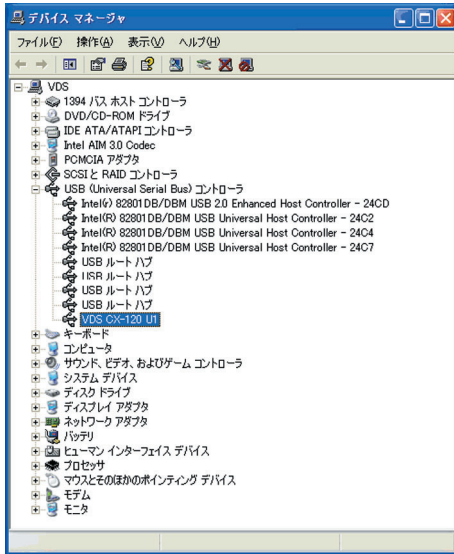 デバイス マネージャ
ファイル(F) 操作(A) 表示(V) ヘルプ(H)
VDS
1394 バス ホスト コントローラ
DVD/CD-ROM ドライブ
IDE ATA/ATAPI コントローラ
Intel AIM 3.0 Codec
PCMCIA アダプタ
SCSI と RAID コントローラ
USB (Universal Serial Bus) コントローラ
Intel(r) 82801DB/DBM USB 2.0 Enhanced Host Controller - 24CD
Intel(R) 82801DB/DBM USB Universal Host Controller - 24C2
Intel(R) 82801DB/DBM USB Universal Host Controller - 24C4
Intel(R) 82801DB/DBM USB Universal Host Controller - 24C7
USB ルート ハブ
USB ルート ハブ
USB ルート ハブ
USB ルート ハブ
VDS CX-120 U1
キーボード
コンピュータ
サウンド、ビデオ、およびゲーム コントローラ
システム デバイス
ディスク ドライブ
ディスプレイ アダプタ
ネットワーク アダプタ
バッテリ
ヒューマン インターフェイス デバイス
プロセッサ
マウスとそのほかのポインティング デバイス
モデム
モニタ